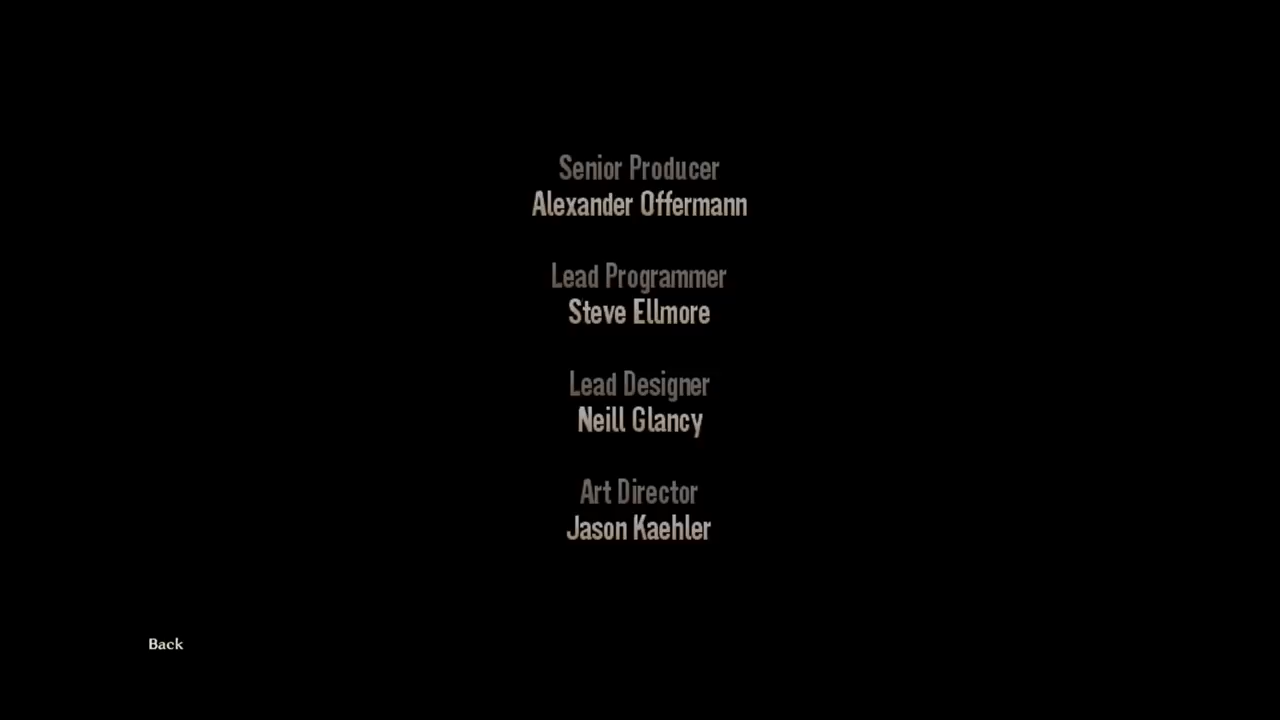 Senior Producer
Alexander Offermann
Lead Programmer
Steve Ellmore
Lead Designer
Neill Glancy
Art Director
Jason Kaehler
Back